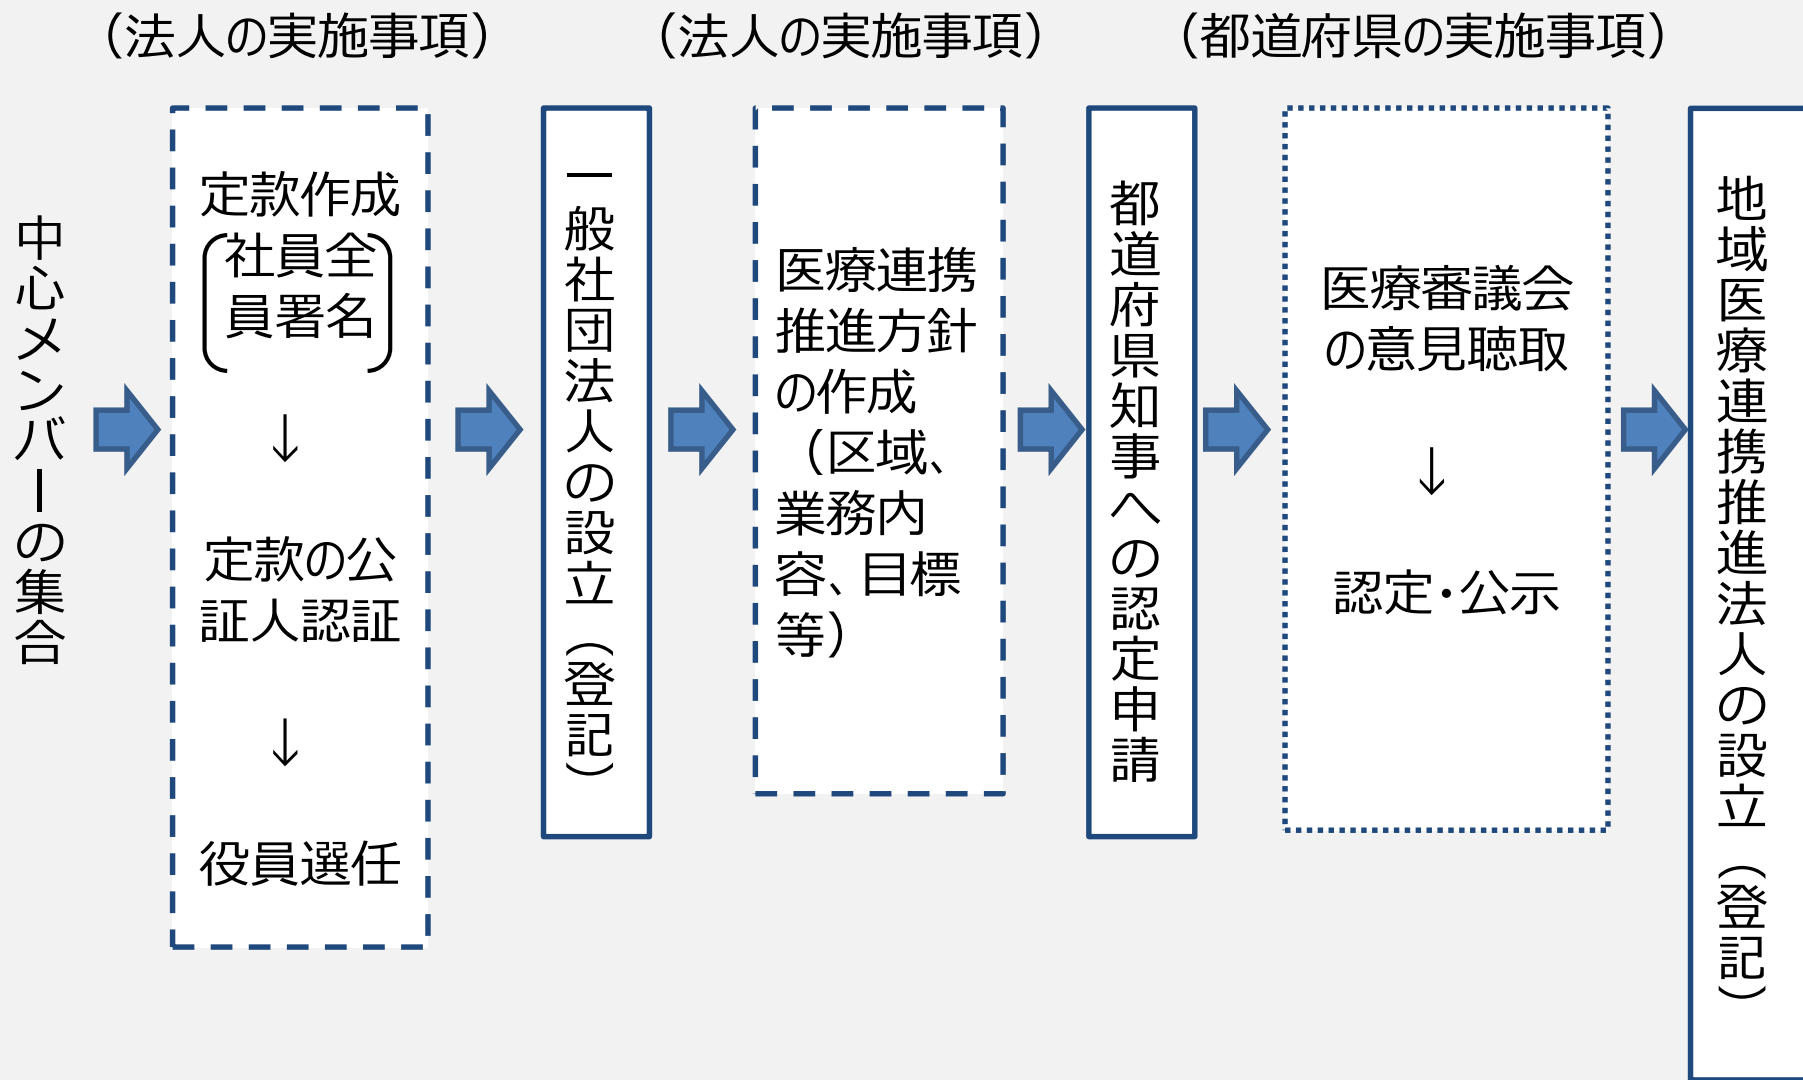 （法人の実施事項）
（法人の実施事項）
（都道府県の実施事項）
中心メンバーの集合
定款作成
社員全
員署名
↓
定款の公
証人認証
↓
役員選任
一般社団法人の設立（登記）
医療連携
推進方針
の作成
（区域、
業務内
容、目標
等）
都道府県知事への認定申請
医療審議会
の意見聴取
↓
認定・公示
地域医療連携推進法人の設立（登記）